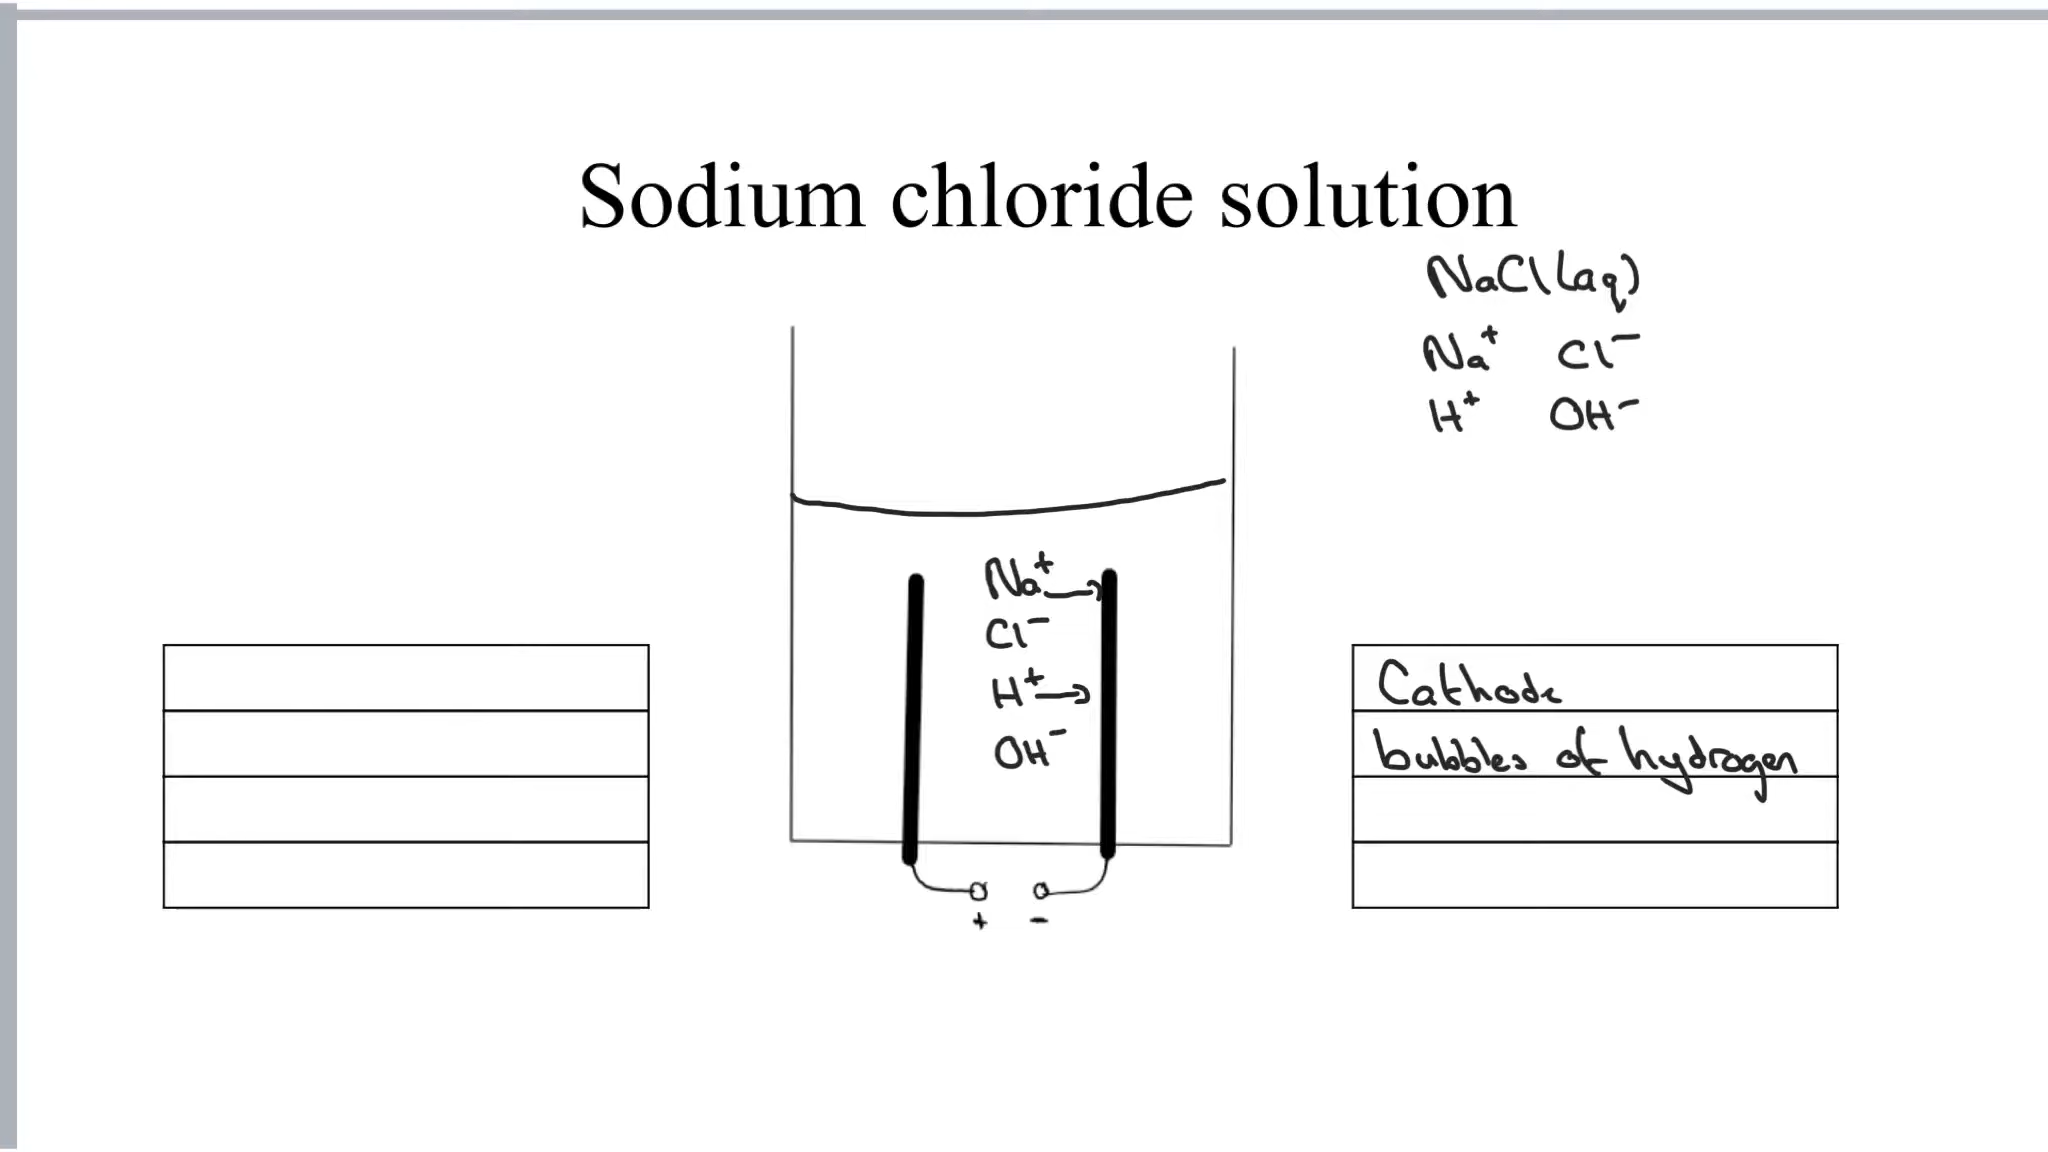 Sodium chloride solution
NaCl(aq)
Na⁺ Cl⁻
H⁺ OH⁻
Na⁺
Cl⁻
H⁺
OH⁻
+ -
Cathode
bubbles of hydrogen